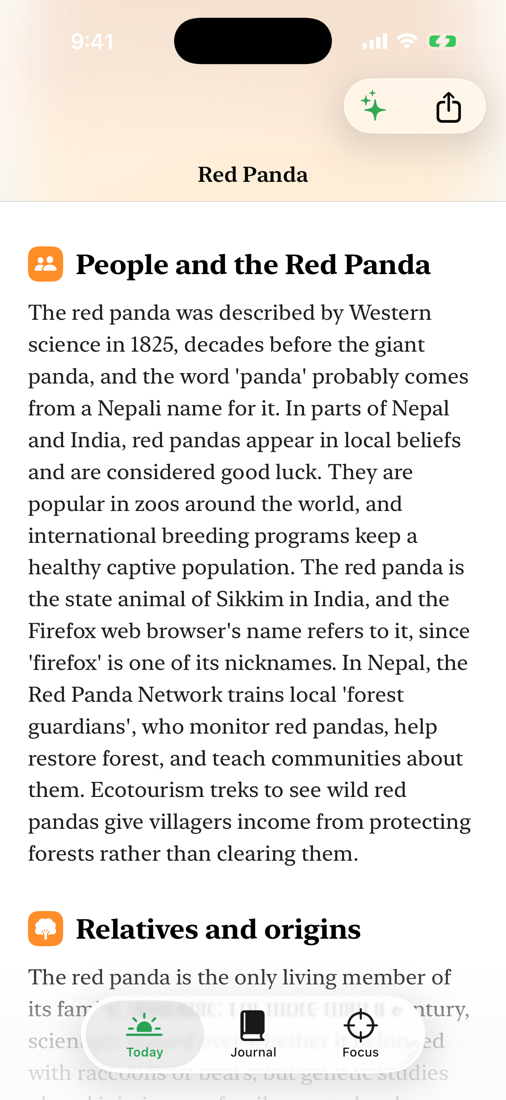 9:41
Red Panda
People and the Red Panda
The red panda was described by Western
science in 1825, decades before the giant
panda, and the word 'panda' probably comes
from a Nepali name for it. In parts of Nepal
and India, red pandas appear in local beliefs
and are considered good luck. They are
popular in zoos around the world, and
international breeding programs keep a
healthy captive population. The red panda is
the state animal of Sikkim in India, and the
Firefox web browser's name refers to it, since
'firefox' is one of its nicknames. In Nepal, the
Red Panda Network trains local 'forest
guardians', who monitor red pandas, help
restore forest, and teach communities about
them. Ecotourism treks to see wild red
pandas give villagers income from protecting
forests rather than clearing them.
Relatives and origins
The red panda is the only living member of
its
with raccoons or bears, but genetic studies
Today
Journal
Focus